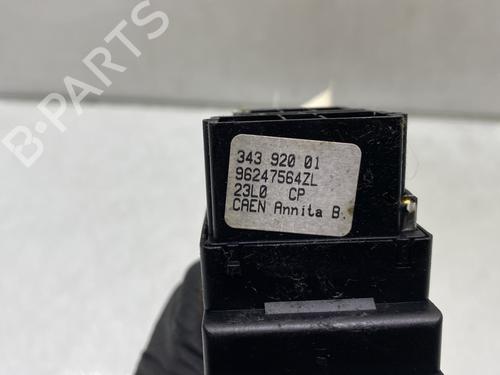 B-PARTS
343 920 01
96247564ZL
23L0 CP
CAEN Annita B.